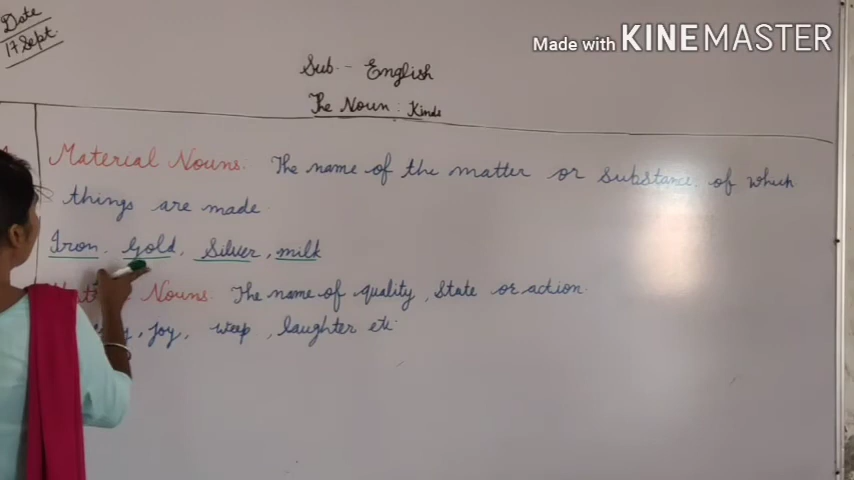 Date
17 Sept.
Made with KINEMASTER
Sub - English
The Noun : Kinds
Material Nouns: The name of the matter or substance of which
things are made
Iron, Gold, Silver, milk
Nouns. The name of quality, State or action.
, joy, weep, laughter etc.